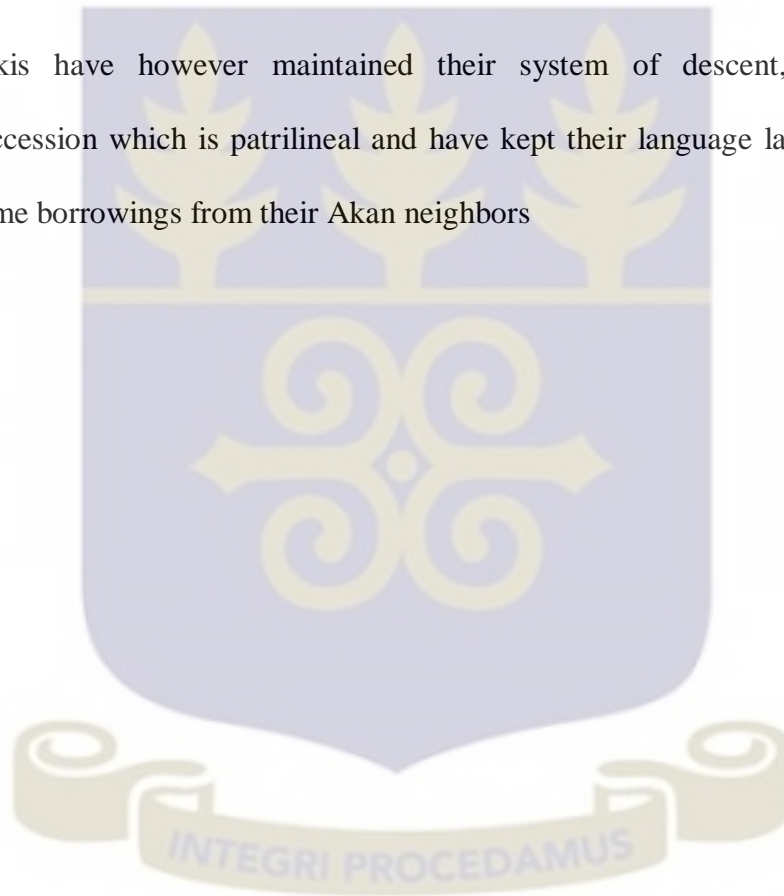 kis have however maintained their system of descent,
ccession which is patrilineal and have kept their language la
me borrowings from their Akan neighbors
INTEGRI PROCEDAMUS